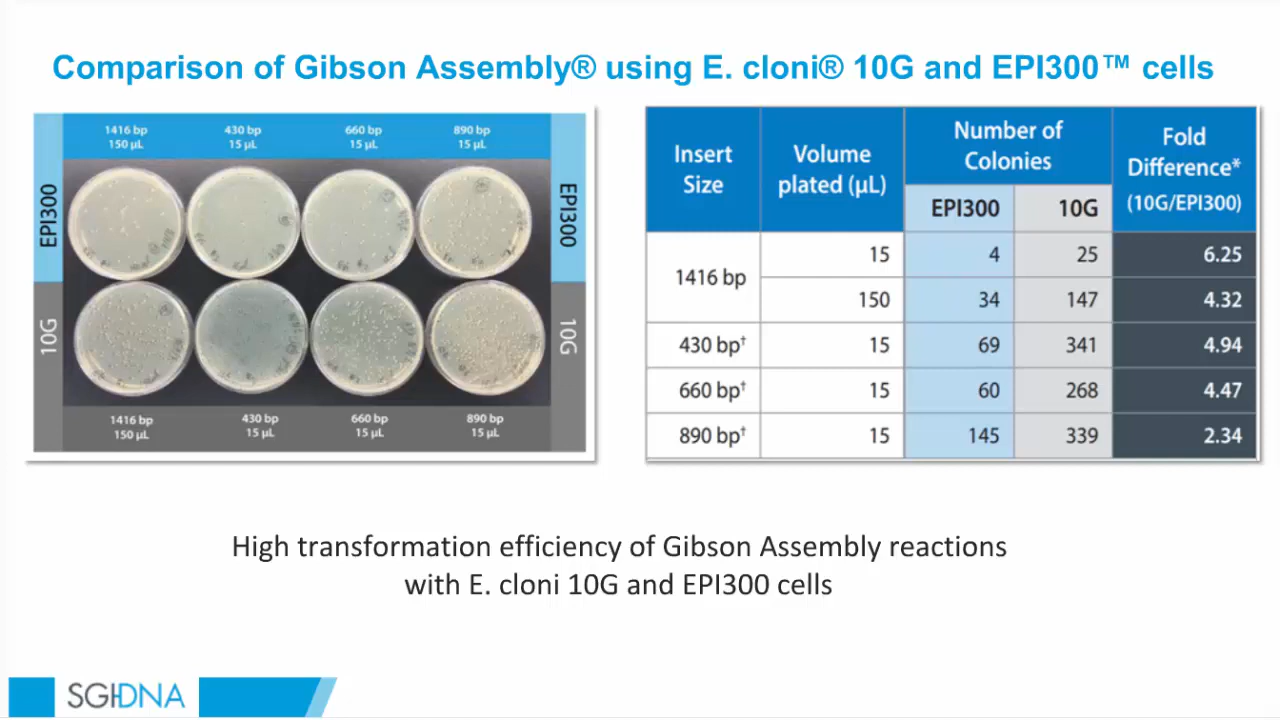 Comparison of Gibson Assembly® using E. cloni® 10G and EPI300™ cells
1416 bp 430 bp 660 bp 890 bp
150 µL 15 µL 15 µL 15 µL
EPI300 EPI300
10G 10G
1416 bp 430 bp 660 bp 890 bp
150 µL 15 µL 15 µL 15 µL
Insert Size Volume plated (µL) Number of Colonies Fold Difference* (10G/EPI300)
EPI300 10G
1416 bp 15 4 25 6.25
150 34 147 4.32
430 bp† 15 69 341 4.94
660 bp† 15 60 268 4.47
890 bp† 15 145 339 2.34
High transformation efficiency of Gibson Assembly reactions
with E. cloni 10G and EPI300 cells
SGI-DNA